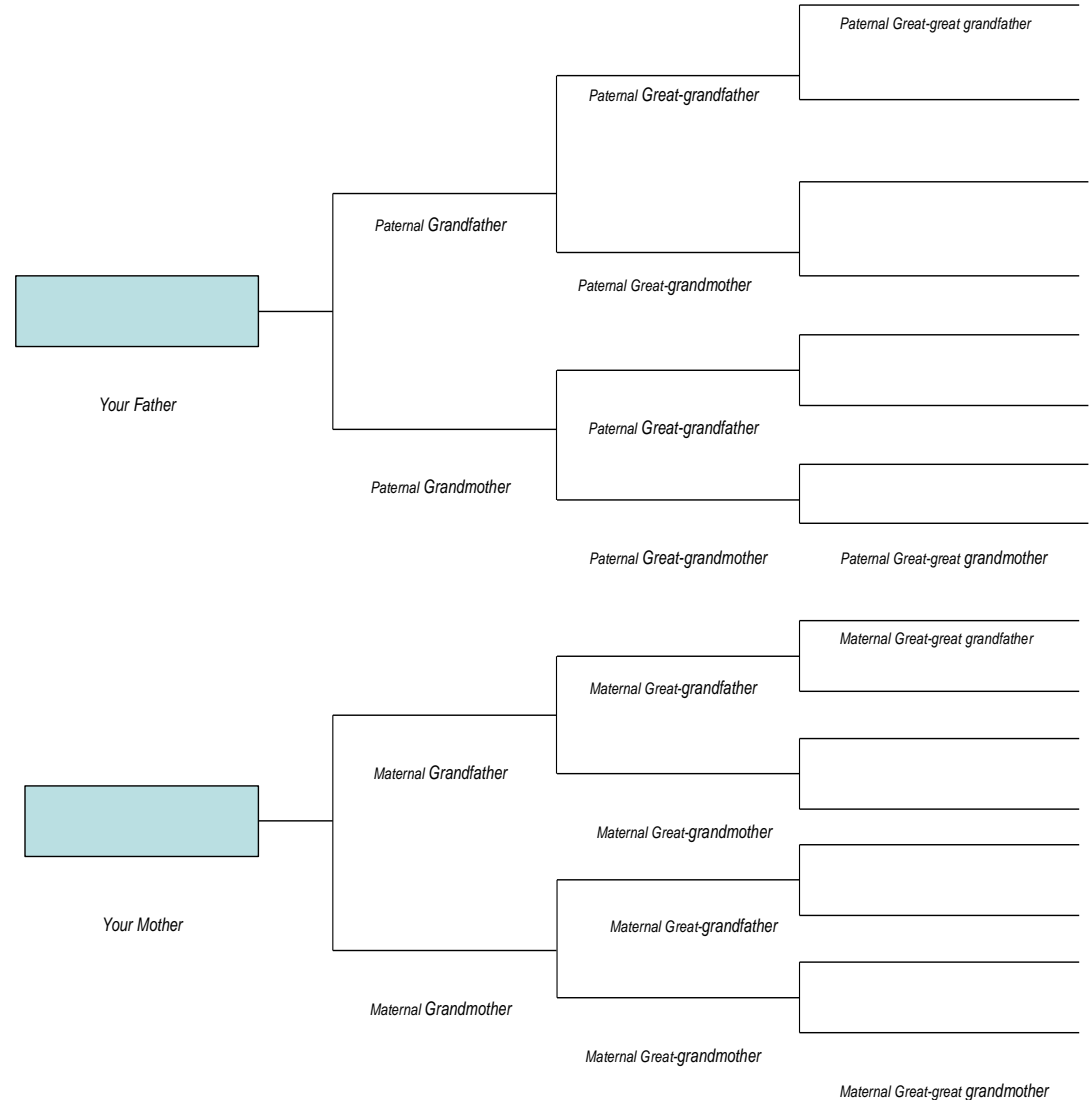 Paternal Great-great grandfather
Paternal Great-grandfather
Paternal Grandfather
Paternal Great-grandmother
Your Father
Paternal Great-grandfather
Paternal Grandmother
Paternal Great-grandmother
Paternal Great-great grandmother
Maternal Great-great grandfather
Maternal Great-grandfather
Maternal Grandfather
Maternal Great-grandmother
Your Mother
Maternal Great-grandfather
Maternal Grandmother
Maternal Great-grandmother
Maternal Great-great grandmother